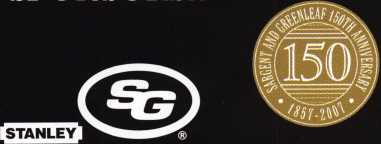 SARGENT AND GREENLEAF 150TH ANNIVERSARY
150
• 1857-2007 •
SG
®
STANLEY